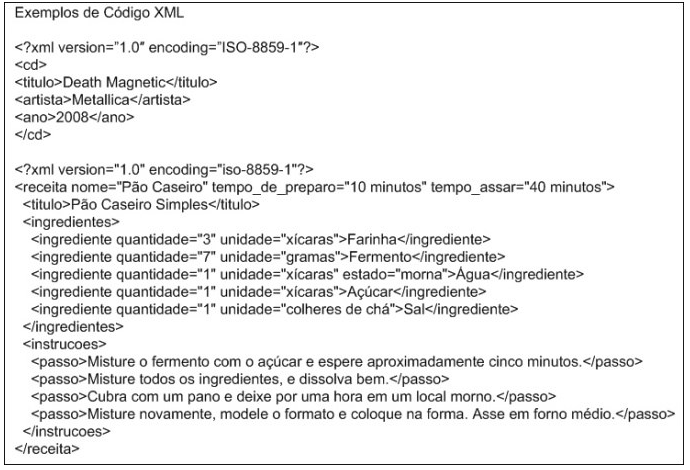 Exemplos de Código XML
<?xml version="1.0" encoding="ISO-8859-1"?>
<cd>
<titulo>Death Magnetic</titulo>
<artista>Metallica</artista>
<ano>2008</ano>
</cd>
<?xml version="1.0" encoding="iso-8859-1"?>
<receita nome="Pão Caseiro" tempo_de_preparo="10 minutos" tempo_assar="40 minutos">
<titulo>Pão Caseiro Simples</titulo>
<ingredientes>
<ingrediente quantidade="3" unidade="xícaras">Farinha</ingrediente>
<ingrediente quantidade="7" unidade="gramas">Fermento</ingrediente>
<ingrediente quantidade="1" unidade="xícaras" estado="morna">Água</ingrediente>
<ingrediente quantidade="1" unidade="xícaras">Açúcar</ingrediente>
<ingrediente quantidade="1" unidade="colheres de chá">Sal</ingrediente>
</ingredientes>
<instrucoes>
<passo>Misture o fermento com o açúcar e espere aproximadamente cinco minutos.</passo>
<passo>Misture todos os ingredientes, e dissolva bem.</passo>
<passo>Cubra com um pano e deixe por uma hora em um local morno.</passo>
<passo>Misture novamente, modele o formato e coloque na forma. Asse em forno médio.</passo>
</instrucoes>
</receita>